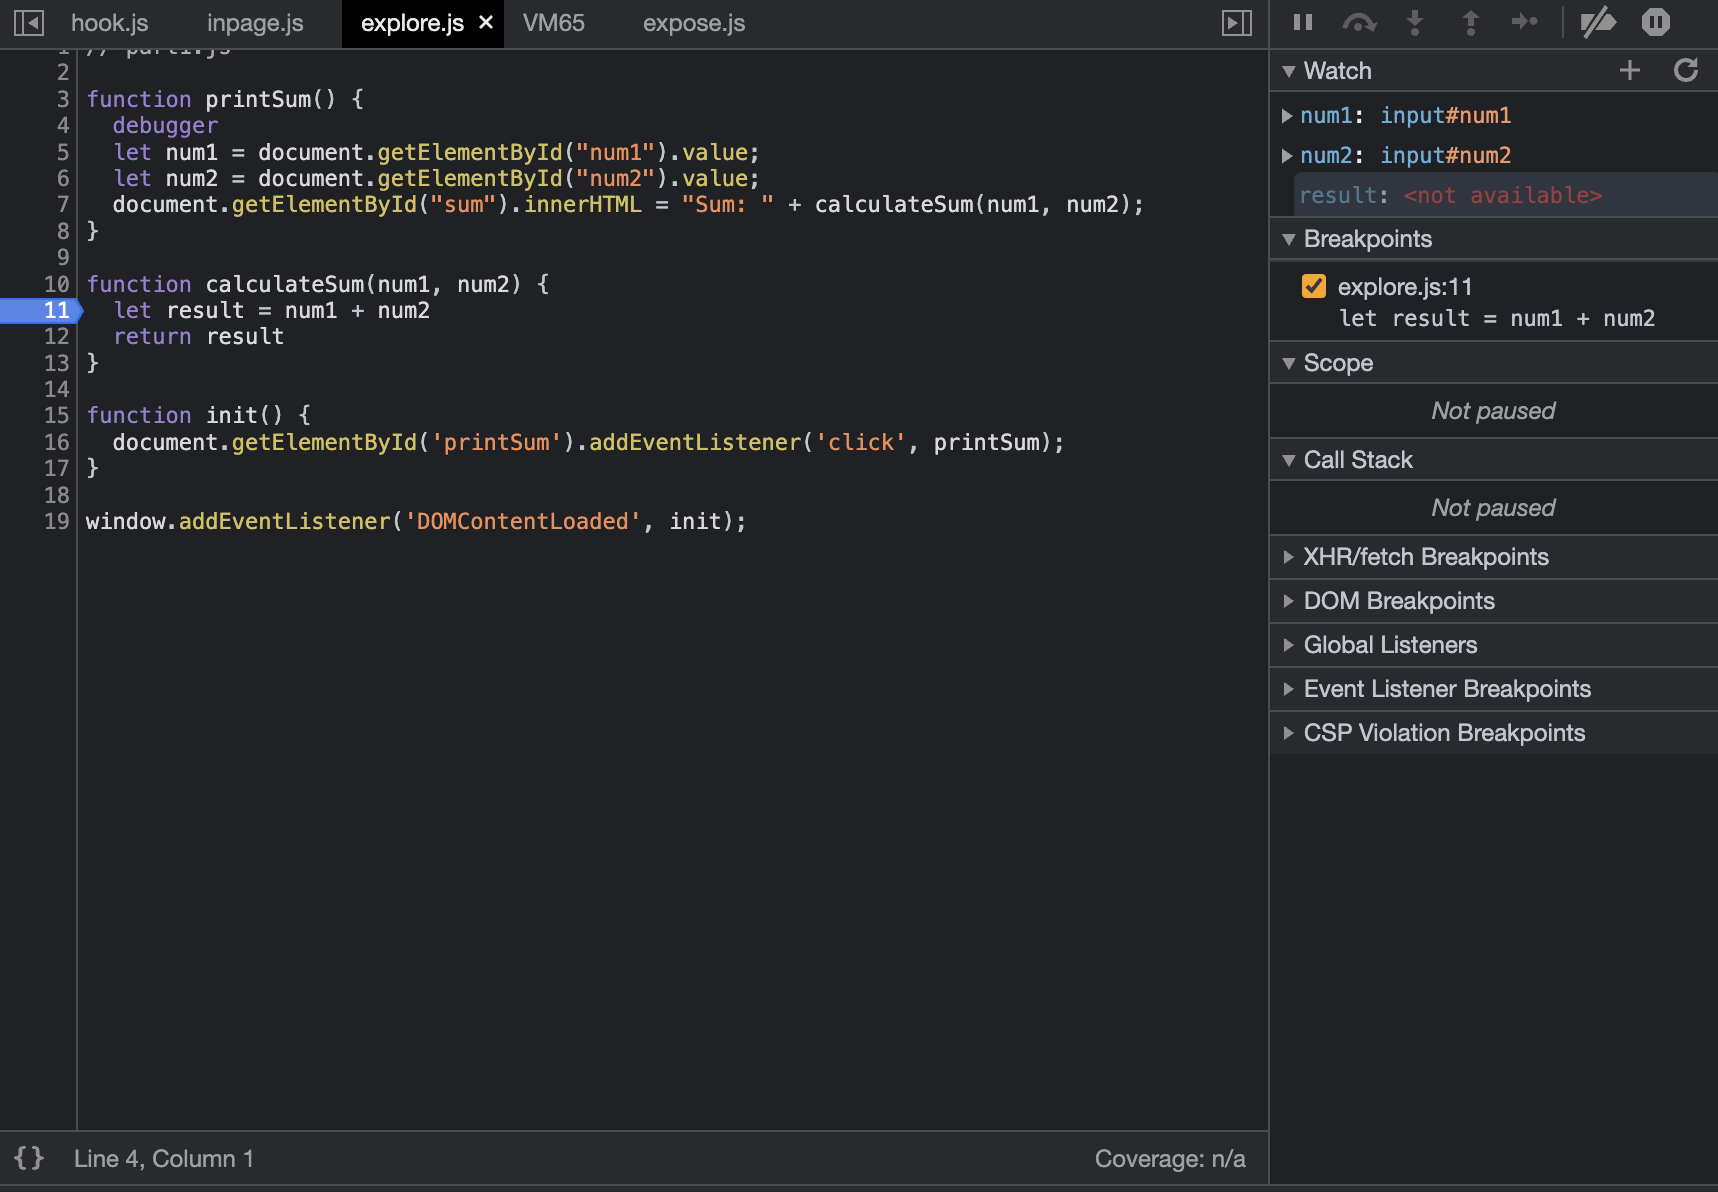 hook.js inpage.js explore.js × VM65 expose.js
1 // part1.js
2
3 function printSum() {
4 debugger
5 let num1 = document.getElementById("num1").value;
6 let num2 = document.getElementById("num2").value;
7 document.getElementById("sum").innerHTML = "Sum: " + calculateSum(num1, num2);
8 }
9
10 function calculateSum(num1, num2) {
11 let result = num1 + num2
12 return result
13 }
14
15 function init() {
16 document.getElementById('printSum').addEventListener('click', printSum);
17 }
18
19 window.addEventListener('DOMContentLoaded', init);
{} Line 4, Column 1
Coverage: n/a
Watch
num1: input#num1
num2: input#num2
result: <not available>
Breakpoints
explore.js:11
let result = num1 + num2
Scope
Not paused
Call Stack
Not paused
XHR/fetch Breakpoints
DOM Breakpoints
Global Listeners
Event Listener Breakpoints
CSP Violation Breakpoints